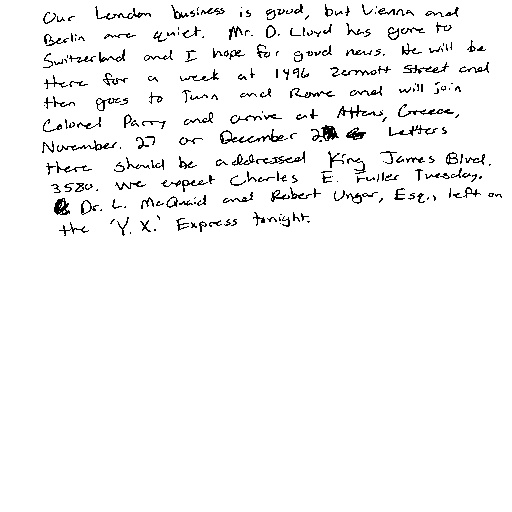 Our London business is good, but Vienna and
Berlin are quiet. Mr. D. Lloyd has gone to
Switzerland and I hope for good news. He will be
there for a week at 1496 Zermott Street and
then goes to Turin and Rome and will join
Colonel Parry and arrive at Attens, Greece,
November. 27 or December 2 Letters
there should be addressed King James Blvd.
3580. We expect Charles E. Fuller Tuesday.
Dr. L. McQuaid and Robert Ungar, Esq., left on
the 'Y. X.' Express tonight.